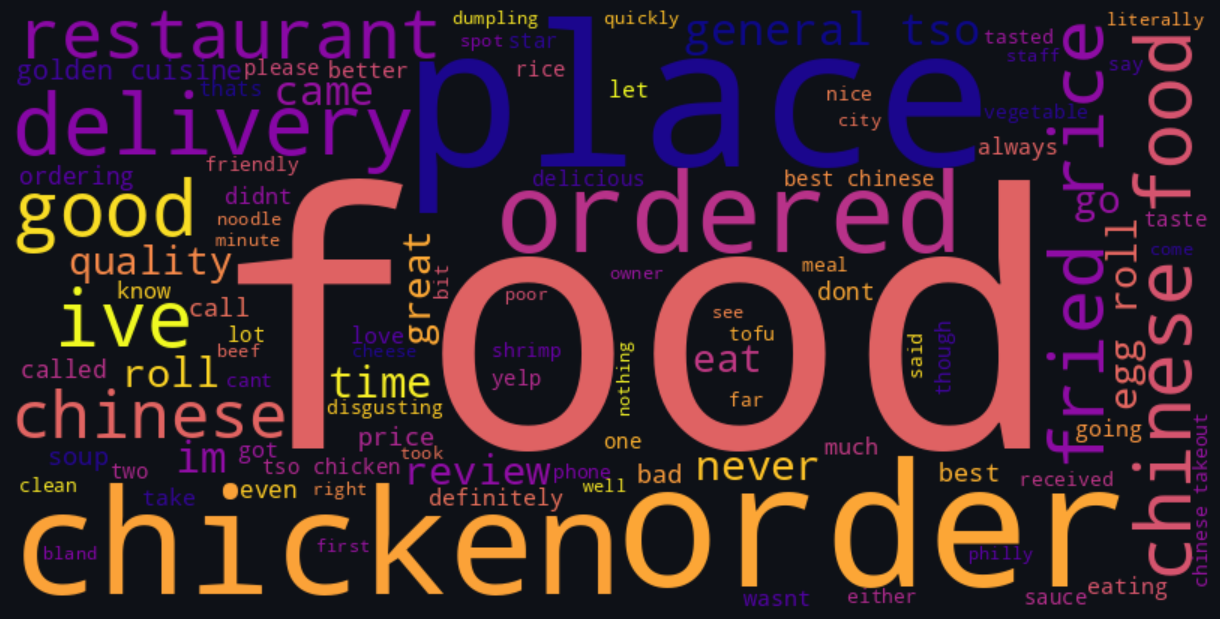 restaurant
dumpling
quickly
literally
spot
star
general tso
tasted
staff
golden cuisine
please
better
rice
say
thats
came
let
nice
city
vegetable
delivery
place
always
fried rice
chinese food
friendly
ordering
delicious
best chinese
good
didnt
ordered
go
taste
noodle
minute
quality
great
bit
owner
meal
come
egg roll
know
poor
dont
ive
call
food
see
lot
love
tofu
said
though
beef
cheese
shrimp
nothing
eat
called
roll
cant
time
yelp
far
disgusting
chinese
price
one
going
soup
got
took
much
two
im
tso chicken
review
phone
bad
never
best
received
chinese takeout
clean
take
even
right
definitely
well
chicken
order
bland
first
philly
wasnt
either
sauce
eating